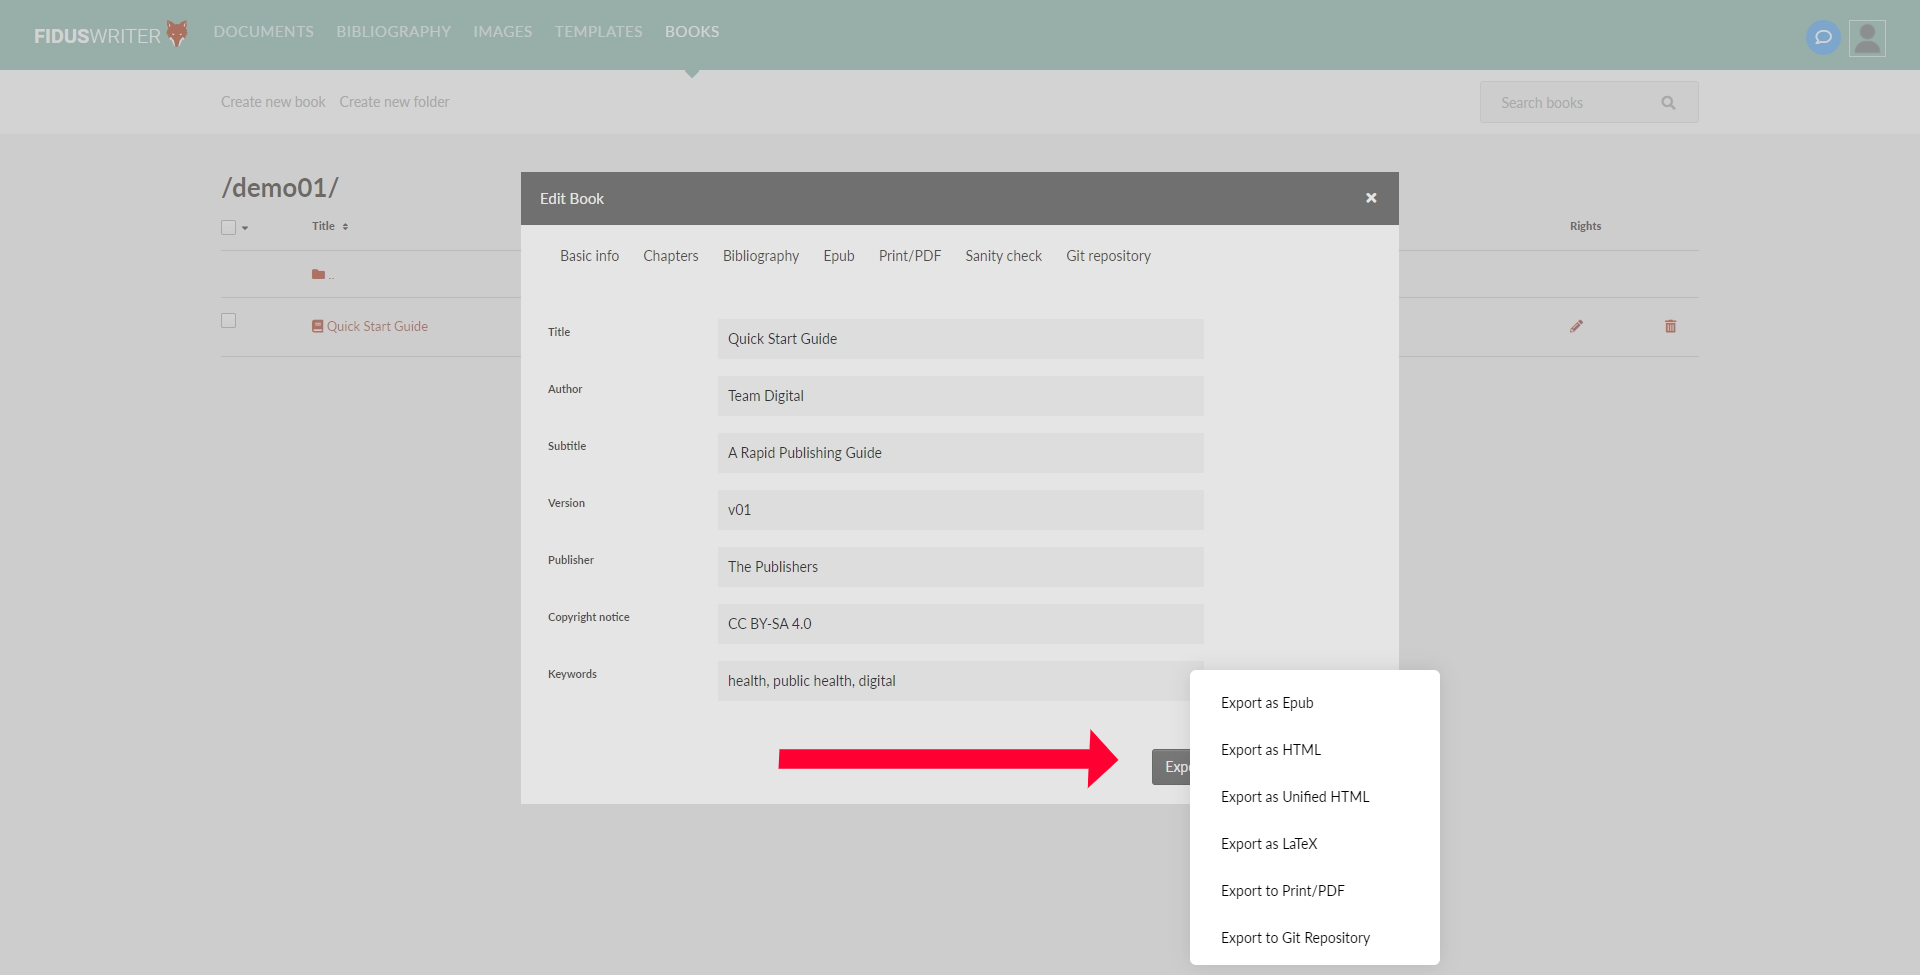 FIDUSWRITER DOCUMENTS BIBLIOGRAPHY IMAGES TEMPLATES BOOKS
Create new book Create new folder Search books
/demo01/
Title Rights
..
Quick Start Guide
Edit Book
Basic info Chapters Bibliography Epub Print/PDF Sanity check Git repository
Title Quick Start Guide
Author Team Digital
Subtitle A Rapid Publishing Guide
Version v01
Publisher The Publishers
Copyright notice CC BY-SA 4.0
Keywords health, public health, digital
Export as Epub
Export as HTML
Export as Unified HTML
Export as LaTeX
Export to Print/PDF
Export to Git Repository